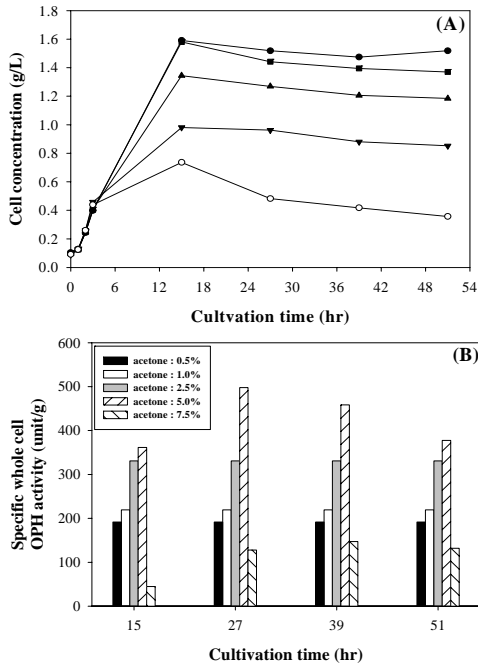 (A)
Cell concentration (g/L)
1.8
1.6
1.4
1.2
1.0
0.8
0.6
0.4
0.2
0.0
0 6 12 18 24 30 36 42 48 54
Cultvation time (hr)
(B)
Specific whole cell
OPH activity (unit/g)
600
500
400
300
200
100
0
acetone : 0.5%
acetone : 1.0%
acetone : 2.5%
acetone : 5.0%
acetone : 7.5%
15 27 39 51
Cultivation time (hr)